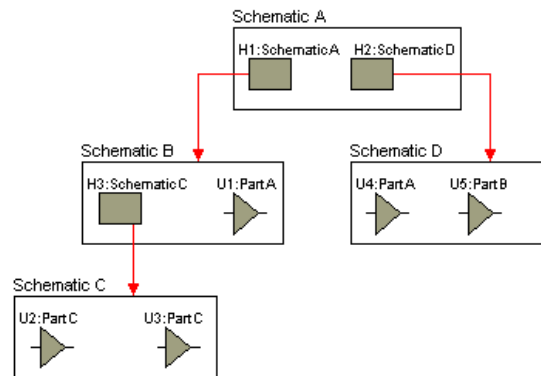 Schematic A
H1:SchematicA H2:SchematicD
Schematic B Schematic D
H3:SchematicC U1:PartA U4:PartA U5:PartB
Schematic C
U2:PartC U3:PartC